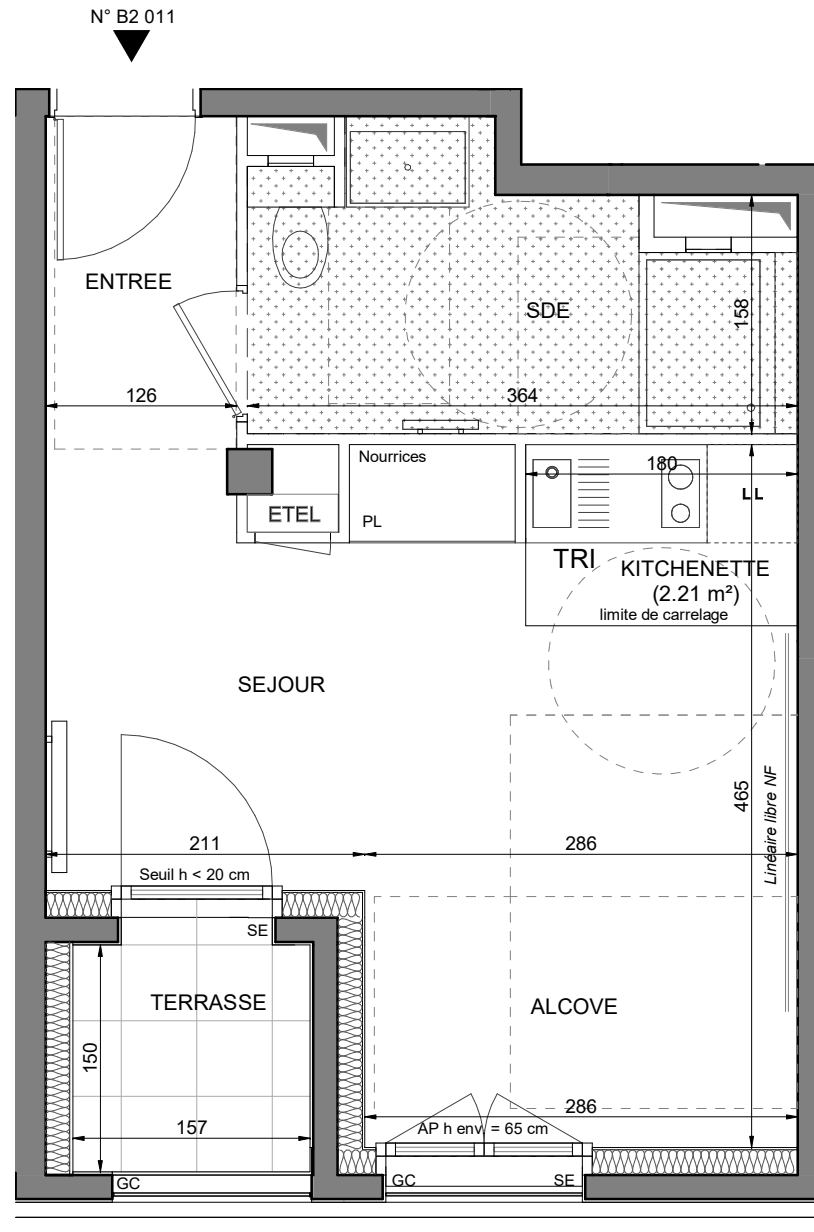 N° B2 011
ENTREE
SDE
158
126
364
Nourrices
180
LL
ETEL
PL
TRI
KITCHENETTE
(2.21 m²)
limite de carrelage
SEJOUR
465
Linéaire libre NF
211
286
Seuil h < 20 cm
SE
TERRASSE
ALCOVE
150
286
157
AP h env. = 65 cm
GC
GC
SE